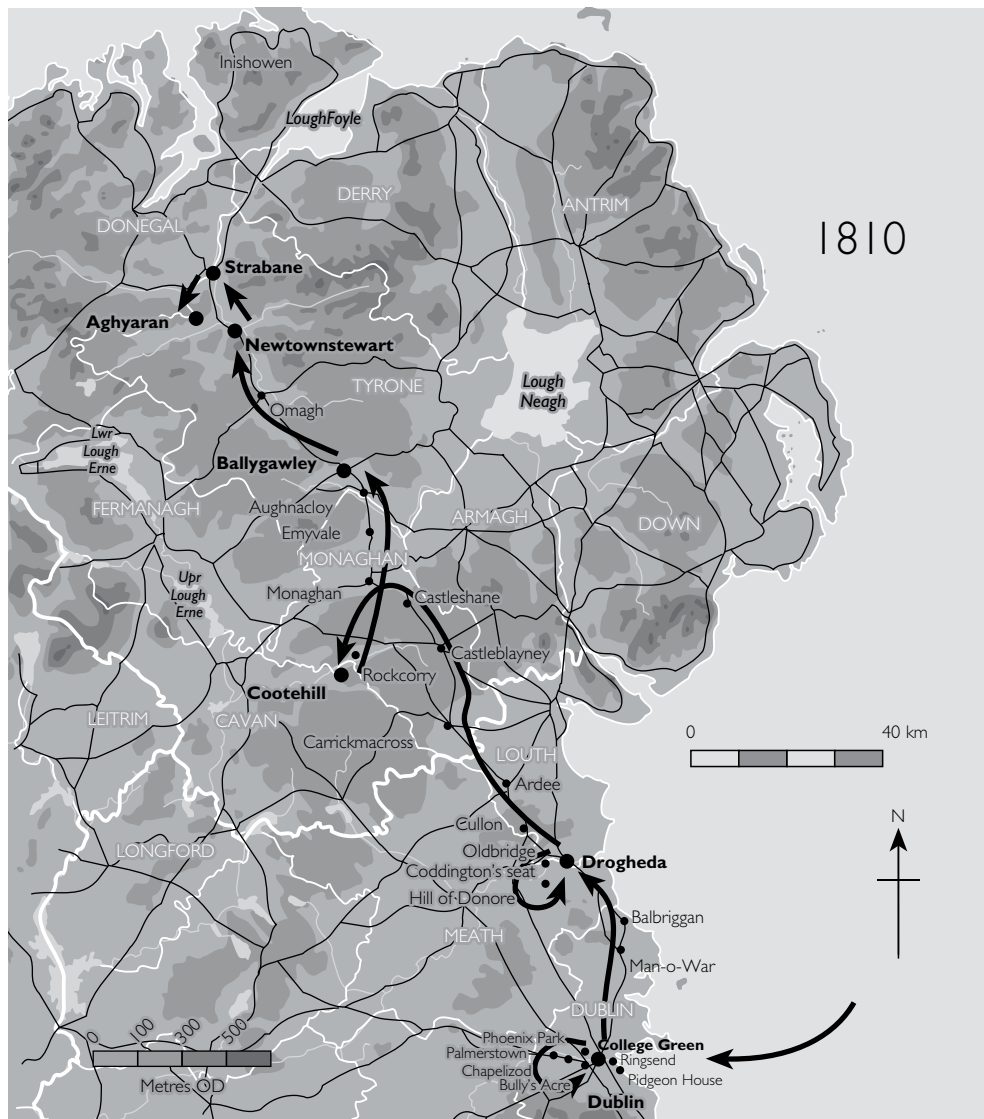 Inishowen
LoughFoyle
DERRY
ANTRIM
DONEGAL
1810
Strabane
Aghyaran
Newtownstewart
TYRONE
Lough
Neagh
Omagh
Lwr
Lough
Erne
Ballygawley
FERMANAGH
Aughnacloy
ARMAGH
DOWN
Emyvale
MONAGHAN
Upr
Lough
Erne
Monaghan
Castleshane
Castleblayney
Rockcorry
Cootehill
LEITRIM
CAVAN
Carrickmacross
0 40 km
LOUTH
Ardee
N
Cullon
LONGFORD
Oldbridge
Drogheda
Coddington's seat
Hill of Donore
Balbriggan
MEATH
Man-o-War
DUBLIN
0 100 300 500
Metres OD
Phoenix Park
College Green
Palmerstown
Ringsend
Chapelizod
Pidgeon House
Bully's Acre
Dublin